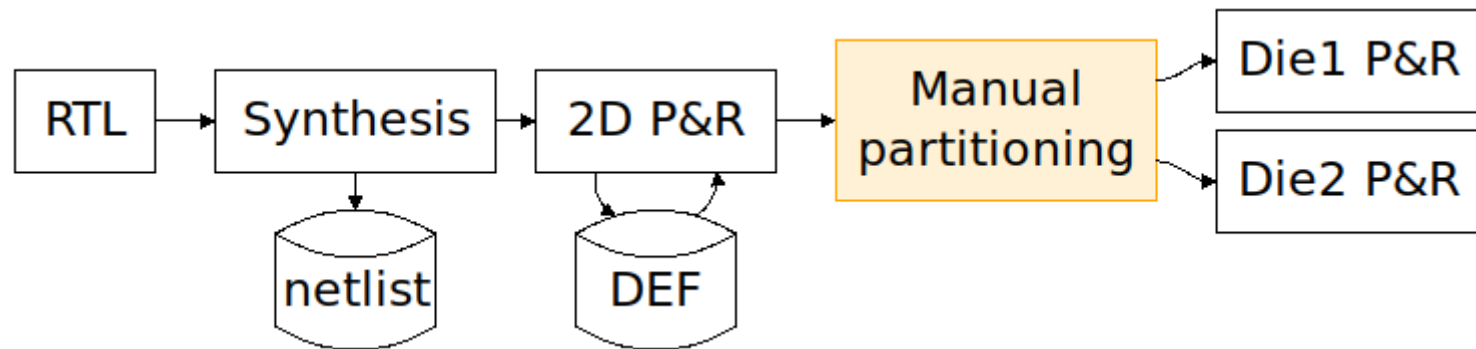 RTL
Synthesis
2D P&R
Manual
partitioning
Die1 P&R
Die2 P&R
netlist
DEF